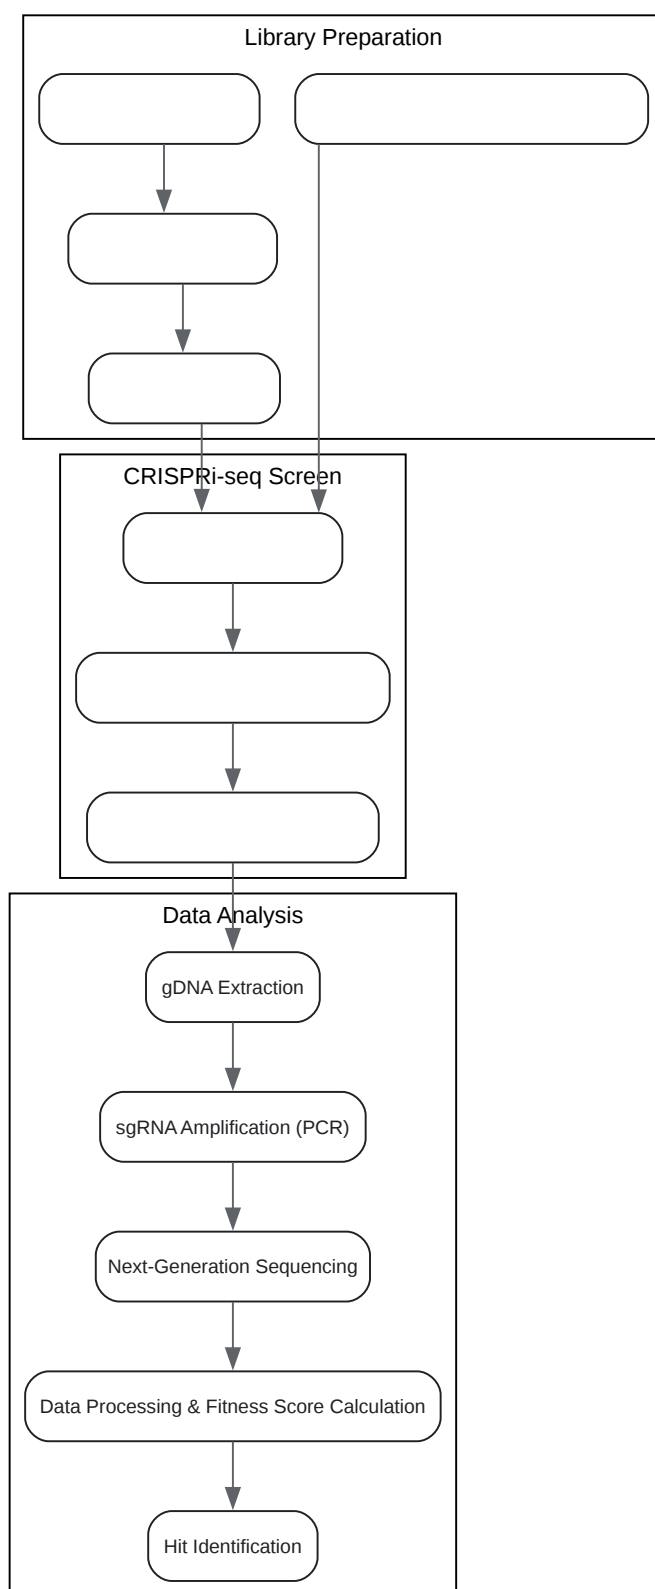 Library Preparation
CRISPRi-seq Screen
Data Analysis
gDNA Extraction
sgRNA Amplification (PCR)
Next-Generation Sequencing
Data Processing & Fitness Score Calculation
Hit Identification